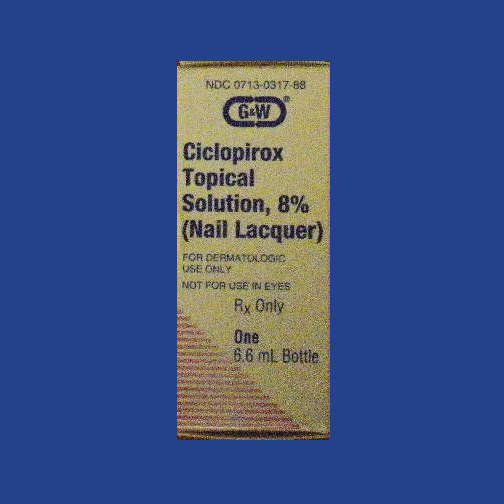 NDC 0713-0317-88
G&W®
Ciclopirox
Topical
Solution, 8%
(Nail Lacquer)
FOR DERMATOLOGIC
USE ONLY
NOT FOR USE IN EYES
Rx Only
One
6.6 mL Bottle